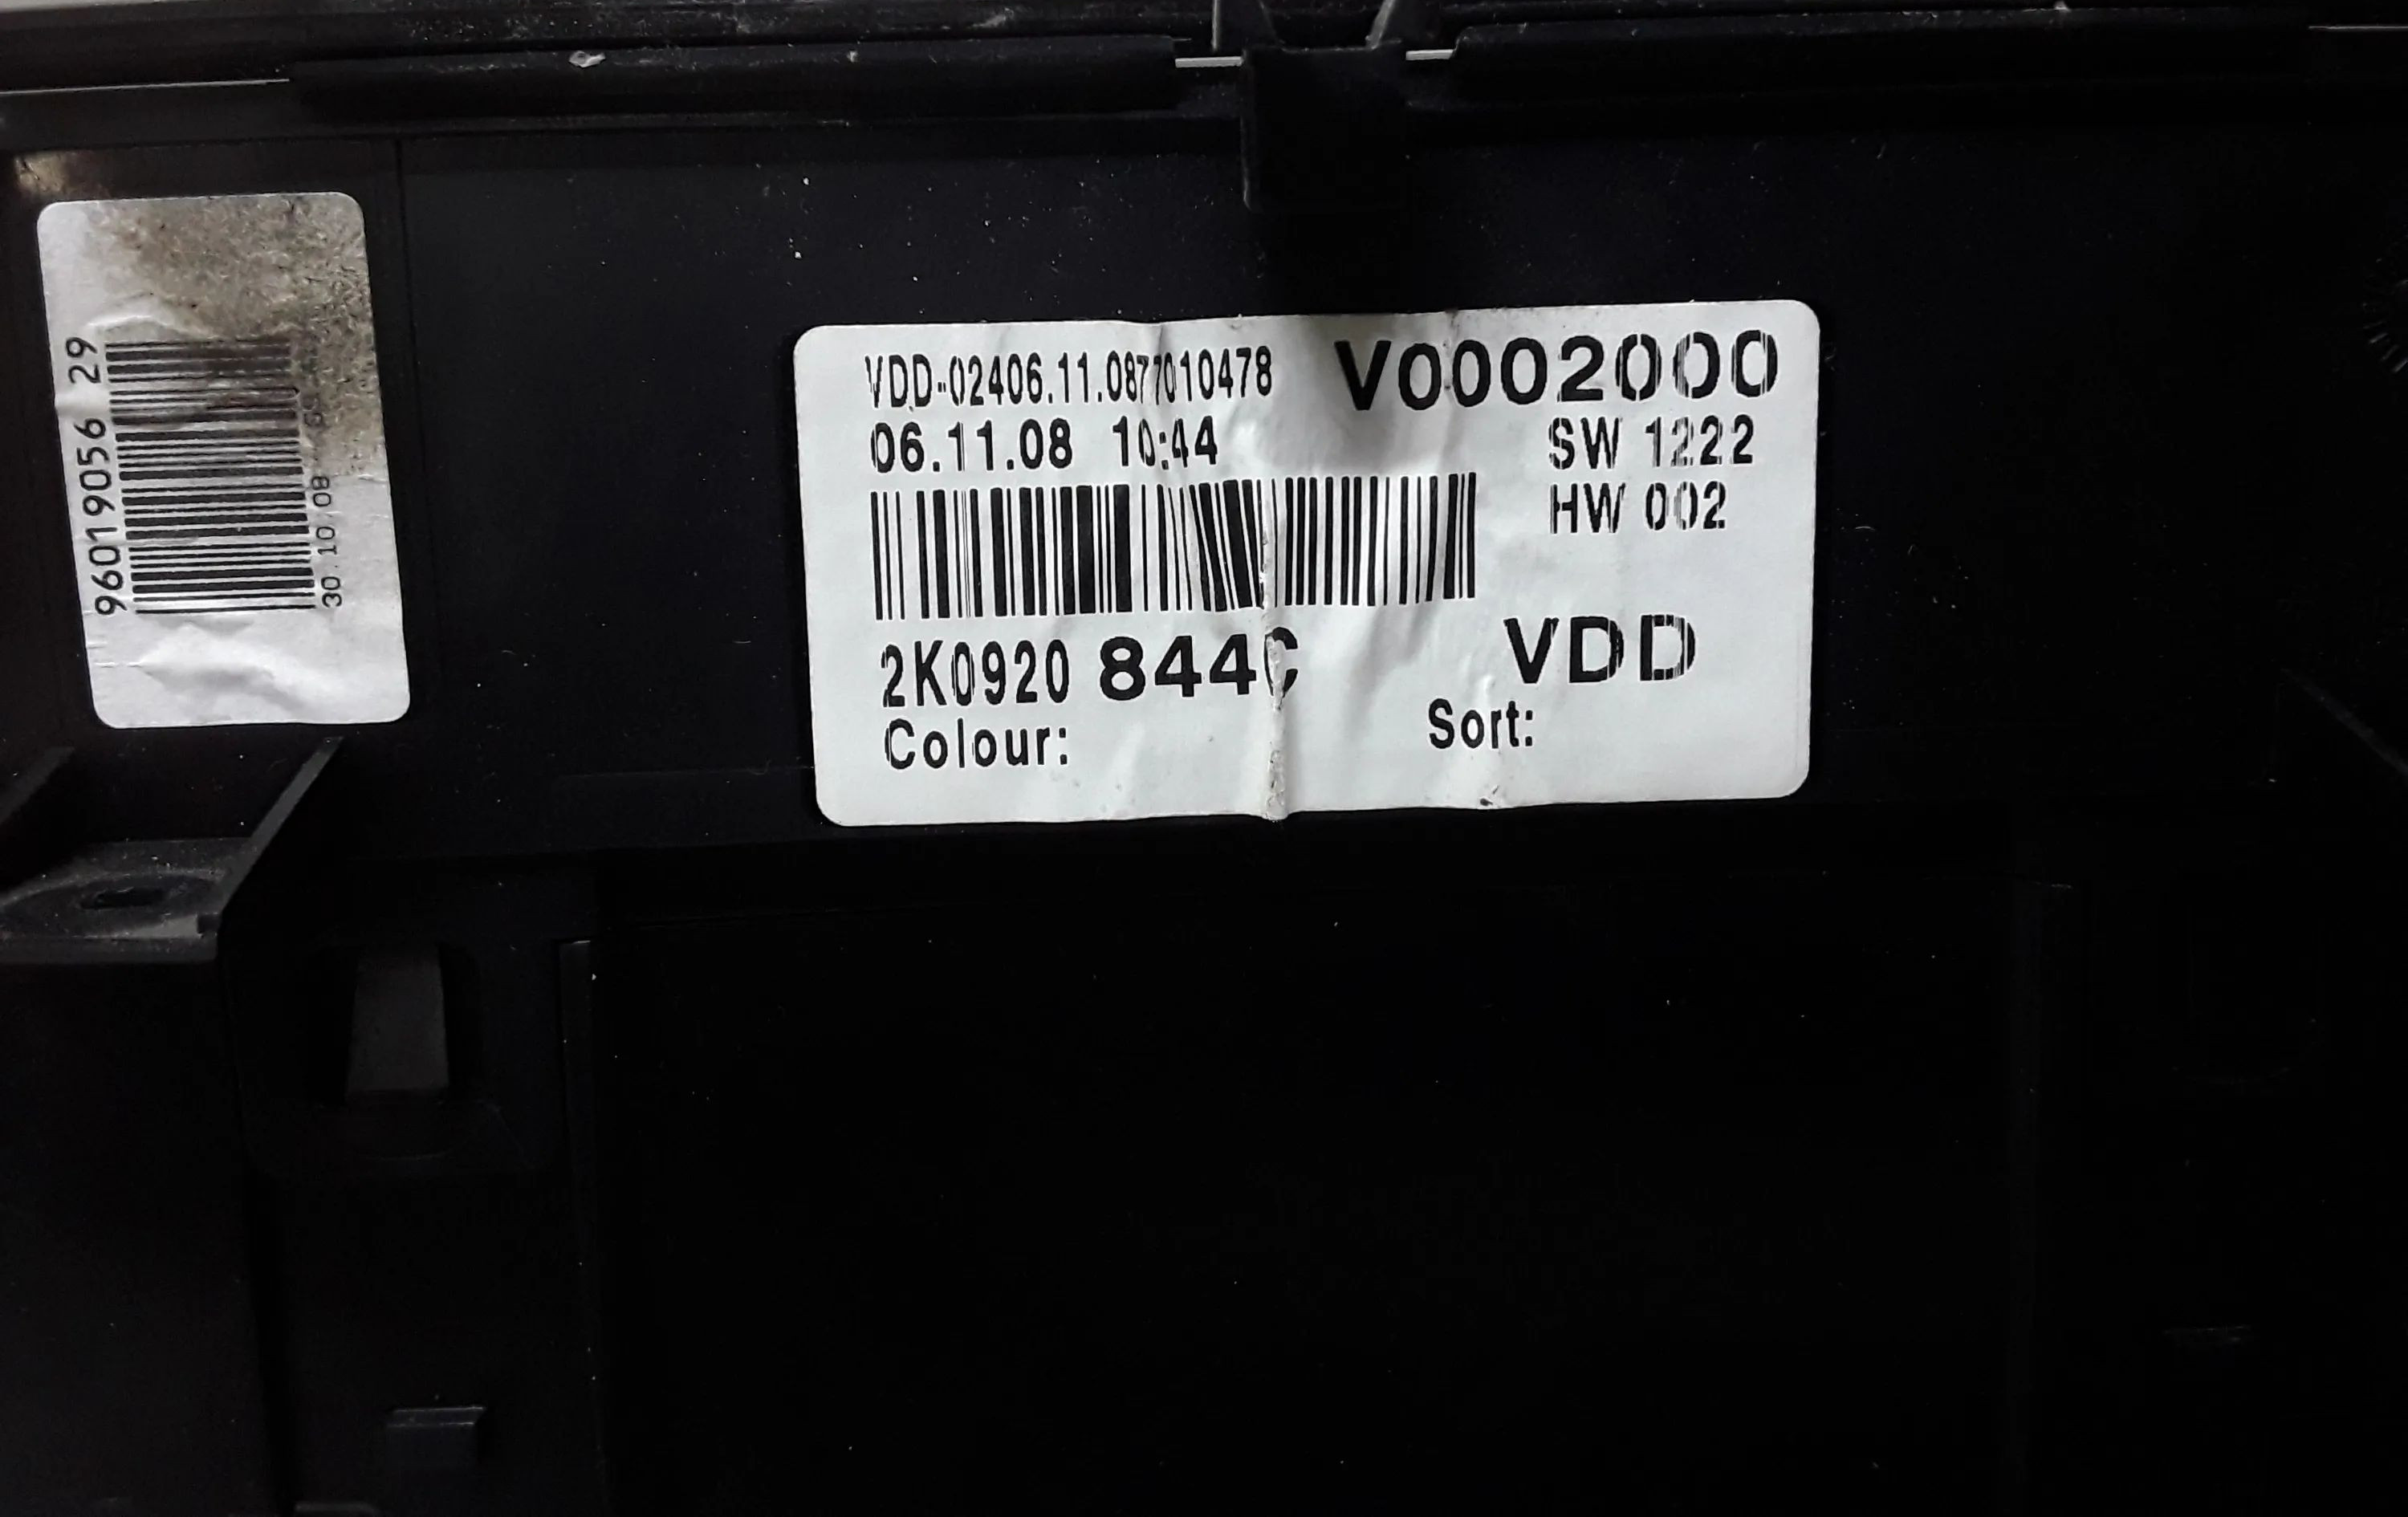 96019056 29
30.10.08
VDD-02406.11.0877010478 V0002000
06.11.08 10:44 SW 1222
HW 002
2K0920 844C VDD
Colour: Sort: